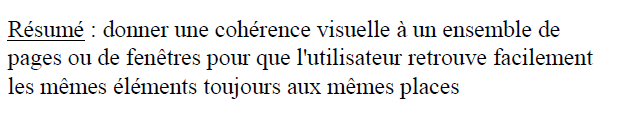 Résumé : donner une cohérence visuelle à un ensemble de
pages ou de fenêtres pour que l'utilisateur retrouve facilement
les mêmes éléments toujours aux mêmes places